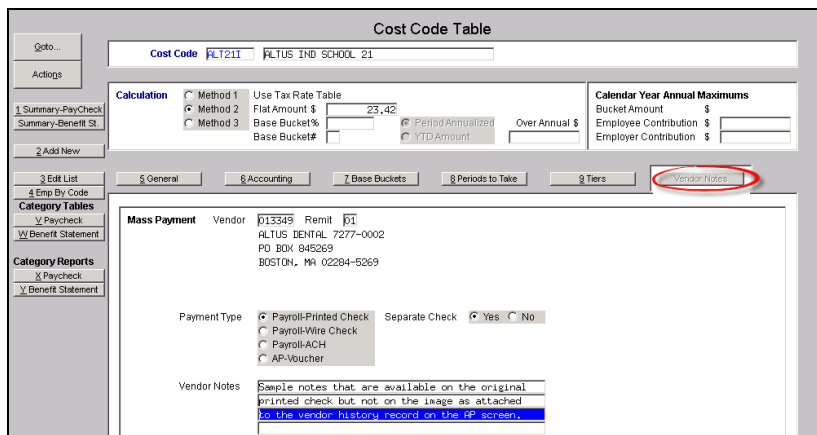 Cost Code Table
Goto...
Actions
Cost Code ALT21I ALTUS IND SCHOOL 21
Calculation Method 1 Use Tax Rate Table
Method 2 Flat Amount $ 23.42
Method 3 Base Bucket% Period Annualized Over Annual $
Base Bucket# YTD Amount
Calendar Year Annual Maximums
Bucket Amount $
Employee Contribution $
Employer Contribution $
1 Summary-PayCheck
Summary-Benefit St.
2 Add New
3 Edit List
4 Emp By Code
Category Tables
V Paycheck
W Benefit Statement
Category Reports
X Paycheck
Y Benefit Statement
5 General 6 Accounting 7 Base Buckets 8 Periods to Take 9 Tiers Vendor Notes
Mass Payment Vendor 013349 Remit 01
ALTUS DENTAL 7277-0002
PO BOX 845269
BOSTON, MA 02284-5269
Payment Type Payroll-Printed Check Separate Check Yes No
Payroll-Wire Check
Payroll-ACH
AP-Voucher
Vendor Notes Sample notes that are available on the original
printed check but not on the image as attached
to the vendor history record on the AP screen.